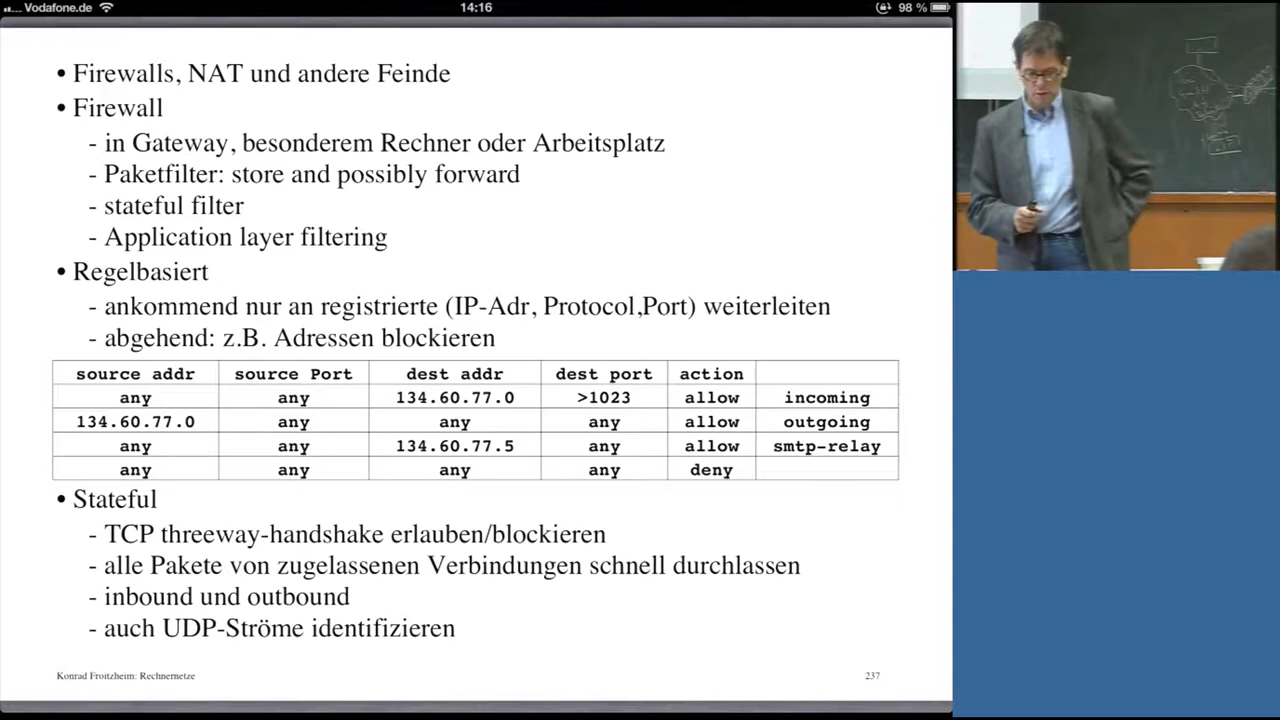 Vodafone.de 14:16 98 %
• Firewalls, NAT und andere Feinde
• Firewall
- in Gateway, besonderem Rechner oder Arbeitsplatz
- Paketfilter: store and possibly forward
- stateful filter
- Application layer filtering
• Regelbasiert
- ankommend nur an registrierte (IP-Adr, Protocol,Port) weiterleiten
- abgehend: z.B. Adressen blockieren
source addr source Port dest addr dest port action
any any 134.60.77.0 >1023 allow incoming
134.60.77.0 any any any allow outgoing
any any 134.60.77.5 any allow smtp-relay
any any any any deny
• Stateful
- TCP threeway-handshake erlauben/blockieren
- alle Pakete von zugelassenen Verbindungen schnell durchlassen
- inbound und outbound
- auch UDP-Ströme identifizieren
Konrad Froitzheim: Rechnernetze 237